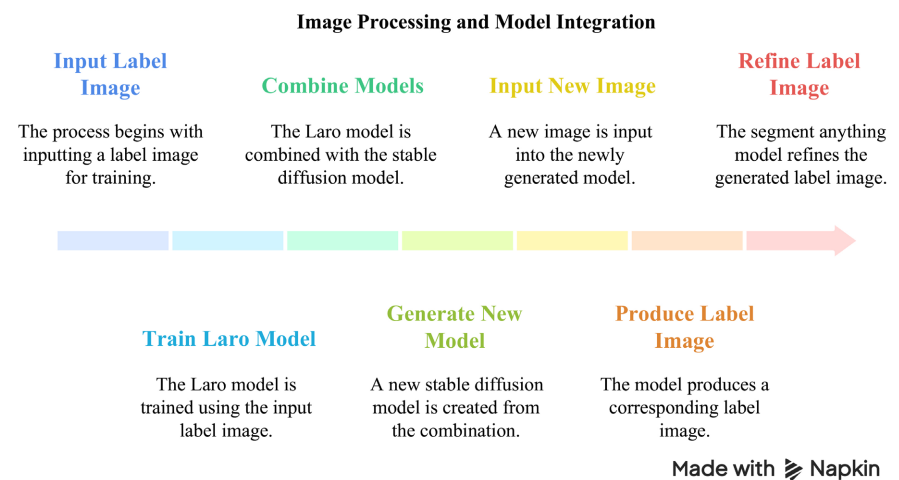 Image Processing and Model Integration
Input Label
Image
The process begins with
inputting a label image
for training.
Train Laro Model
The Laro model is
trained using the input
label image.
Combine Models
The Laro model is
combined with the stable
diffusion model.
Generate New
Model
A new stable diffusion
model is created from
the combination.
Input New Image
A new image is input
into the newly
generated model.
Produce Label
Image
The model produces a
corresponding label
image.
Refine Label
Image
The segment anything
model refines the
generated label image.
Made with Napkin